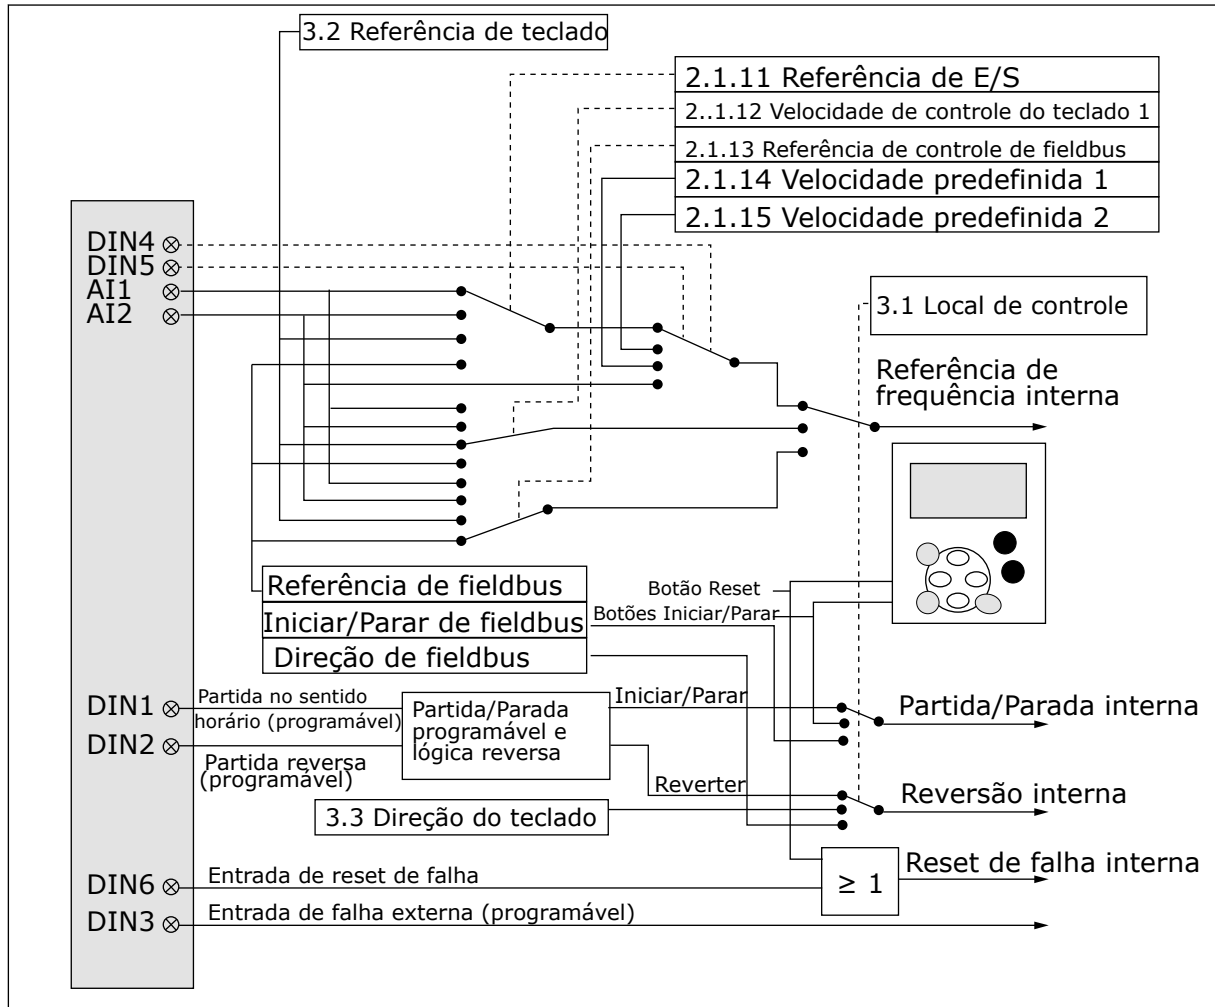 3.2 Referência de teclado
2.1.11 Referência de E/S
2..1.12 Velocidade de controle do teclado 1
2.1.13 Referência de controle de fieldbus
2.1.14 Velocidade predefinida 1
2.1.15 Velocidade predefinida 2
DIN4
DIN5
AI1
AI2
3.1 Local de controle
Referência de
frequência interna
Referência de fieldbus
Iniciar/Parar de fieldbus
Direção de fieldbus
Botão Reset
Botões Iniciar/Parar
DIN1
Partida no sentido
horário (programável)
DIN2
Partida reversa
(programável)
Partida/Parada
programável e
lógica reversa
Iniciar/Parar
Reverter
Partida/Parada interna
3.3 Direção do teclado
Reversão interna
Reset de falha interna
≥ 1
DIN6
Entrada de reset de falha
DIN3
Entrada de falha externa (programável)